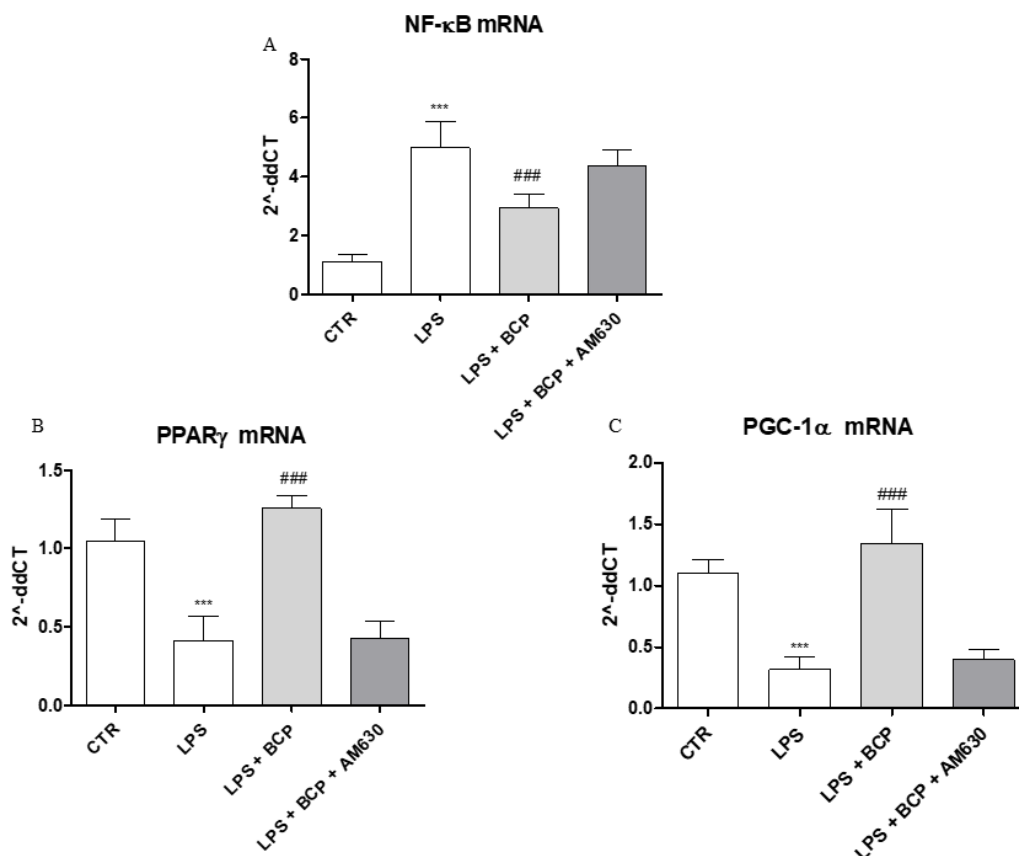 A
NF-κB mRNA
2^-ddCT
8
6
4
2
0
***
###
CTR
LPS
LPS + BCP
LPS + BCP + AM630
B
PPARγ mRNA
2^-ddCT
1.5
1.0
0.5
0.0
***
###
CTR
LPS
LPS + BCP
LPS + BCP + AM630
C
PGC-1α mRNA
2^-ddCT
2.0
1.5
1.0
0.5
0.0
***
###
CTR
LPS
LPS + BCP
LPS + BCP + AM630